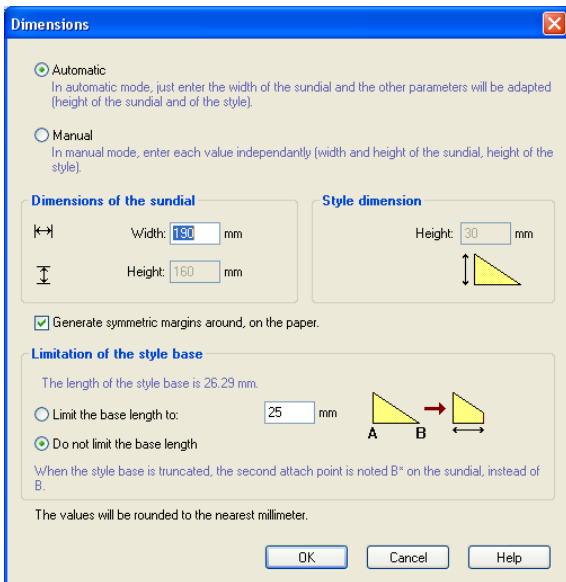 Dimensions
Automatic
In automatic mode, just enter the width of the sundial and the other parameters will be adapted
(height of the sundial and of the style).
Manual
In manual mode, enter each value independantly (width and height of the sundial, height of the
style).
Dimensions of the sundial
Width: 190 mm
Height: 160 mm
Style dimension
Height: 30 mm
Generate symmetric margins around, on the paper.
Limitation of the style base
The length of the style base is 26.29 mm.
Limit the base length to: 25 mm
Do not limit the base length
A B
When the style base is truncated, the second attach point is noted B* on the sundial, instead of
B.
The values will be rounded to the nearest millimeter.
OK Cancel Help